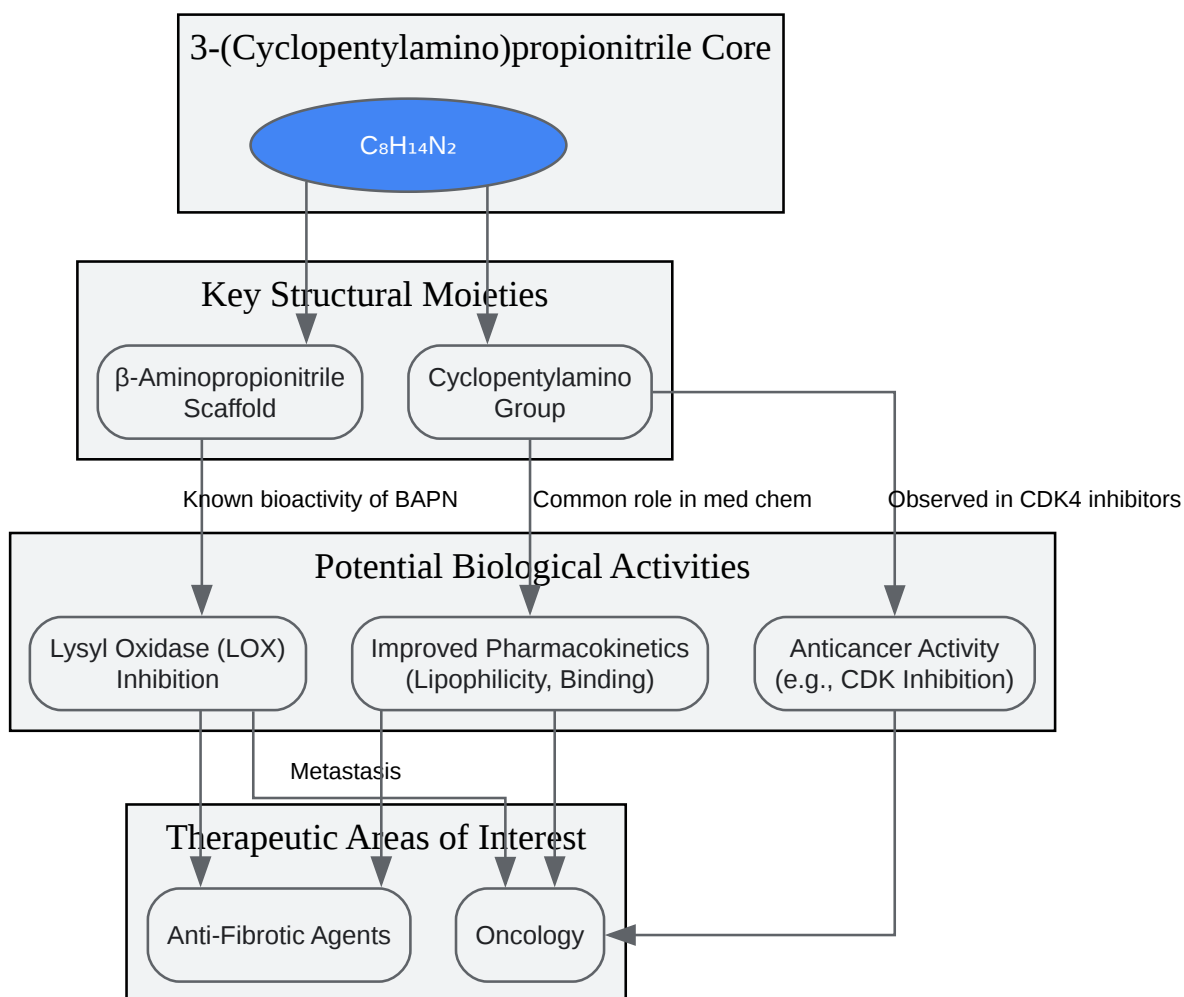 3-(Cyclopentylamino)propionitrile Core
C₈H₁₄N₂
Key Structural Moieties
β-Aminopropionitrile
Scaffold
Cyclopentylamino
Group
Known bioactivity of BAPN
Common role in med chem
Observed in CDK4 inhibitors
Potential Biological Activities
Lysyl Oxidase (LOX)
Inhibition
Improved Pharmacokinetics
(Lipophilicity, Binding)
Anticancer Activity
(e.g., CDK Inhibition)
Metastasis
Therapeutic Areas of Interest
Anti-Fibrotic Agents
Oncology